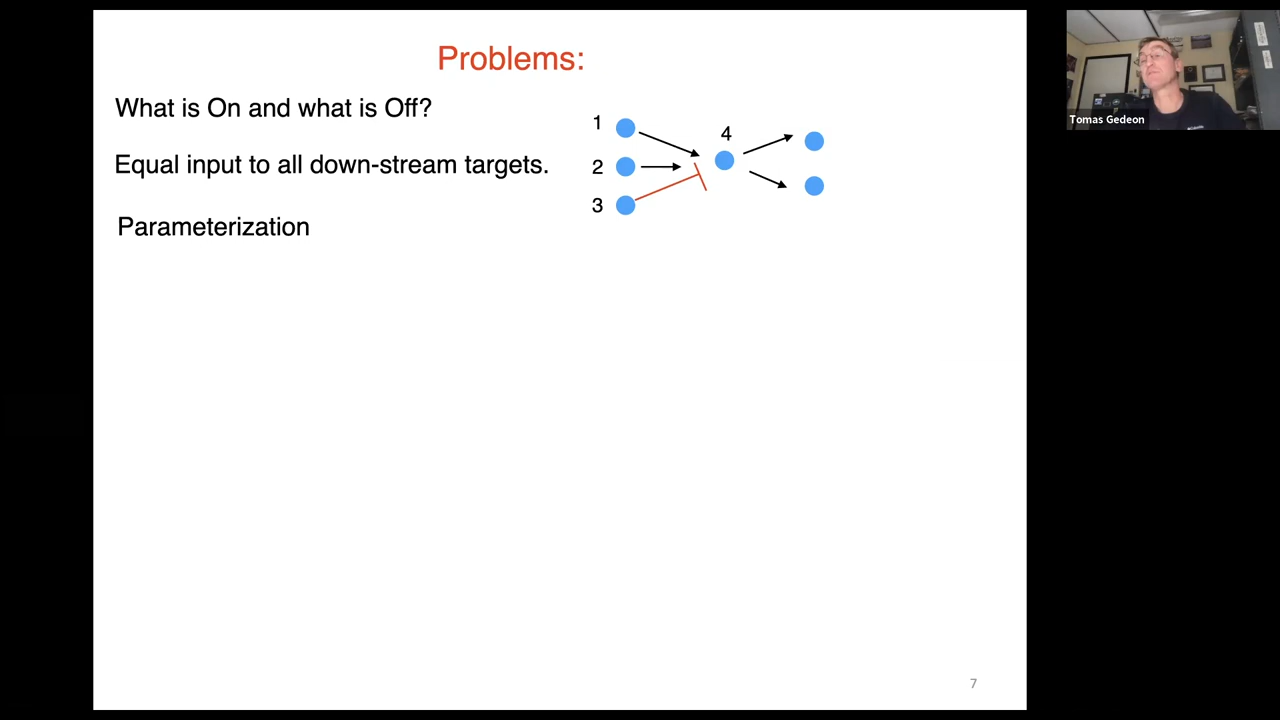 Problems:
What is On and what is Off?
Equal input to all down-stream targets.
Parameterization
1
2
3
4
7
Tomas Gedeon